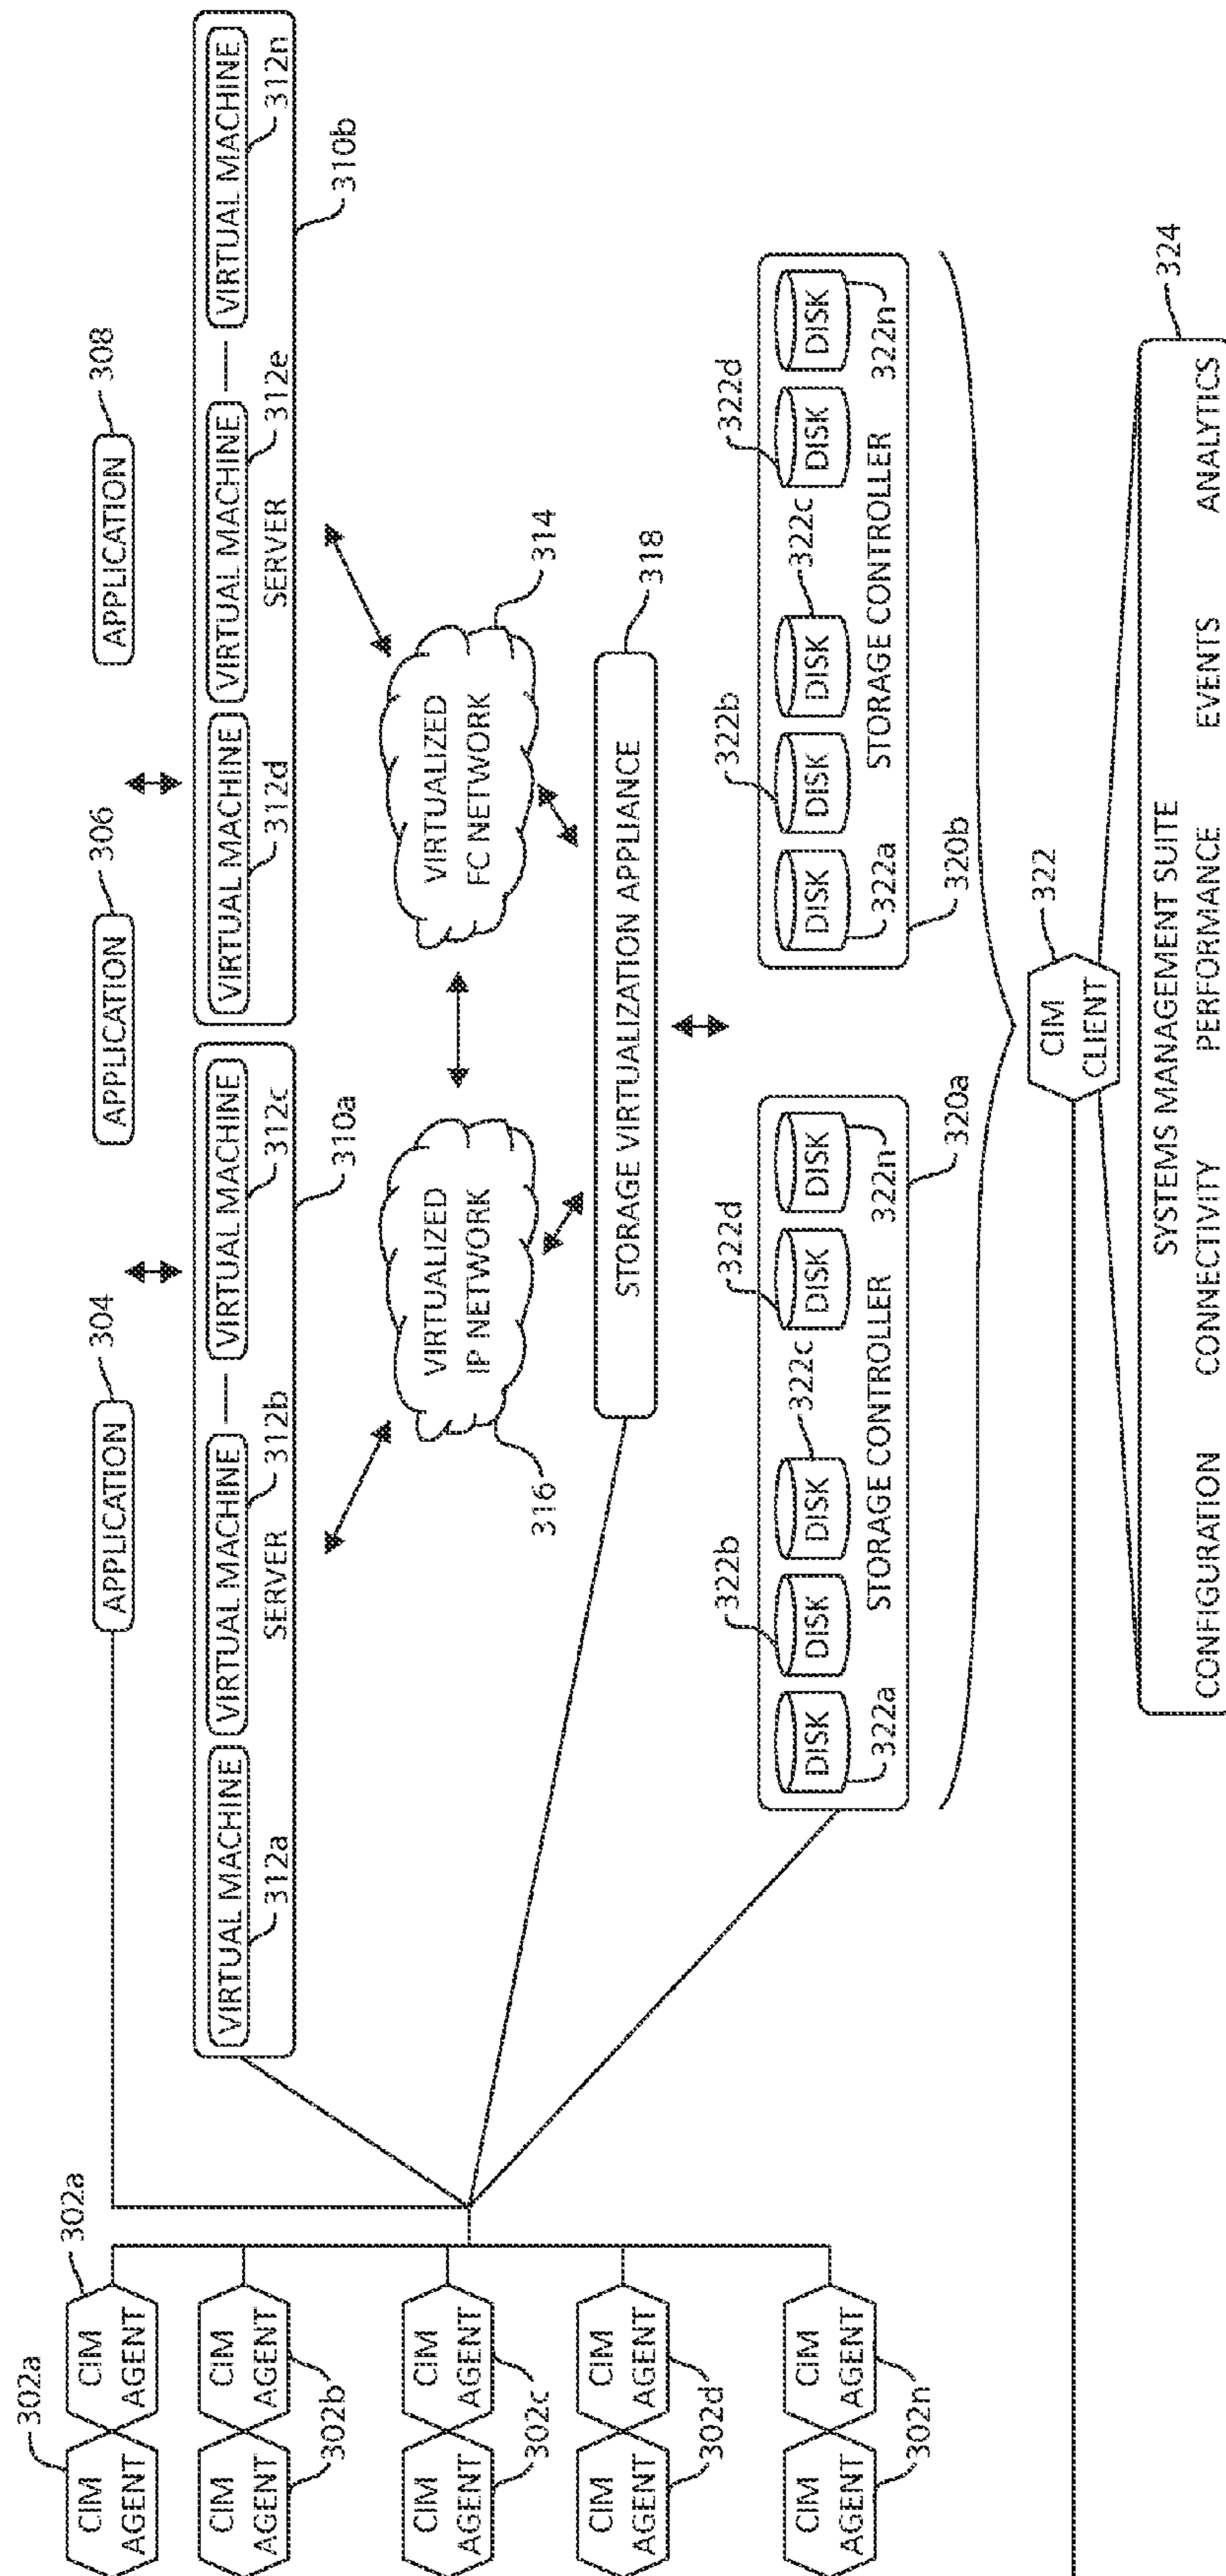 302a
302a
CIM
AGENT
CIM
AGENT
304
APPLICATION
306
APPLICATION
308
APPLICATION
CIM
AGENT
CIM
AGENT
302b
VIRTUAL MACHINE
VIRTUAL MACHINE
VIRTUAL MACHINE
312a
SERVER
312b
312c
310a
VIRTUAL MACHINE
VIRTUAL MACHINE
VIRTUAL MACHINE
312d
SERVER
312e
312n
310b
CIM
AGENT
CIM
AGENT
302c
VIRTUALIZED
IP NETWORK
316
VIRTUALIZED
FC NETWORK
314
CIM
AGENT
CIM
AGENT
302d
STORAGE VIRTUALIZATION APPLIANCE
318
CIM
AGENT
CIM
AGENT
302n
322b
322d
DISK
DISK
DISK
322c
DISK
DISK
322a
STORAGE CONTROLLER
322n
320a
322b
322d
DISK
DISK
DISK
322c
DISK
DISK
322a
STORAGE CONTROLLER
322n
320b
CIM
CLIENT
322
324
SYSTEMS MANAGEMENT SUITE
CONFIGURATION CONNECTIVITY PERFORMANCE EVENTS ANALYTICS